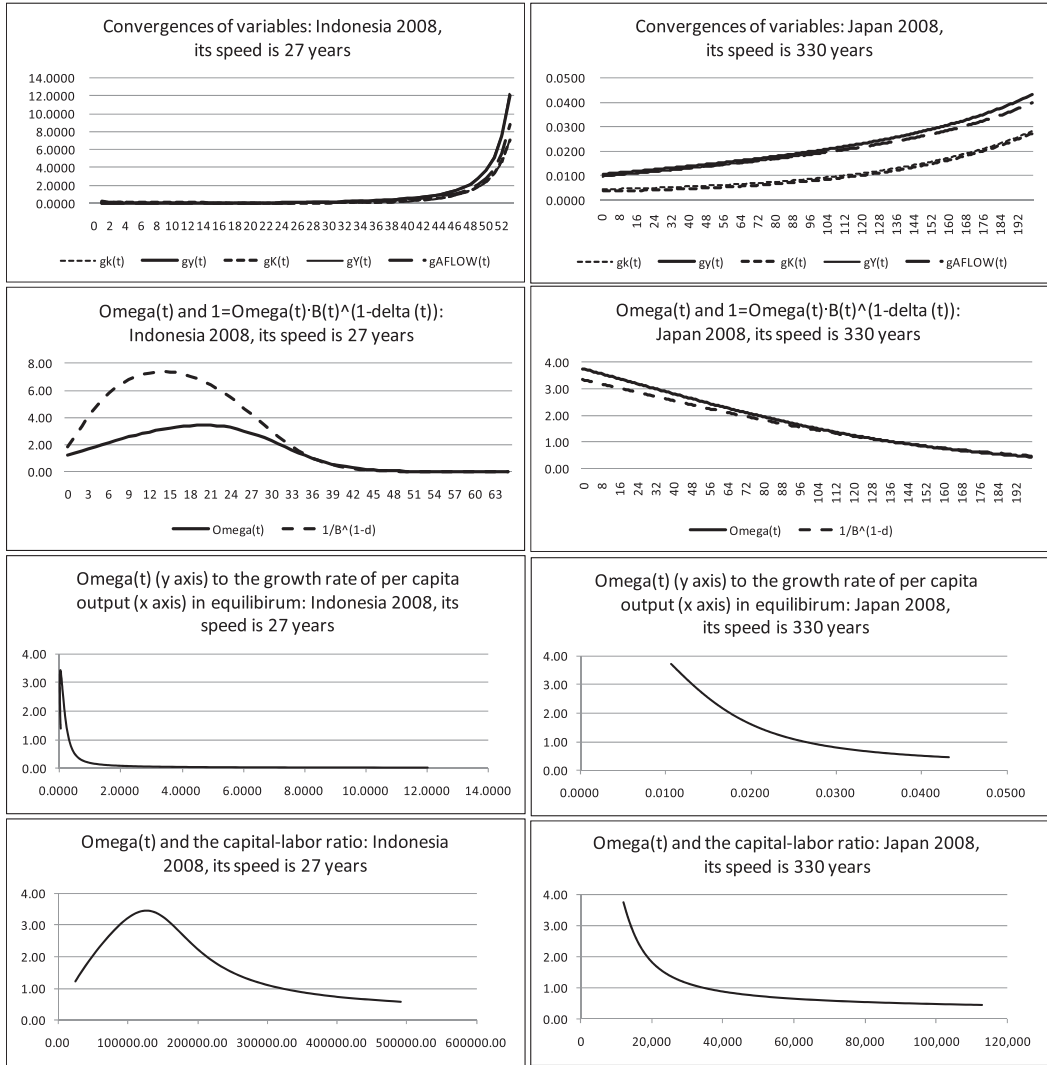 Convergences of variables: Indonesia 2008,
its speed is 27 years
14.0000
12.0000
10.0000
8.0000
6.0000
4.0000
2.0000
0.0000
0 2 4 6 8 10 12 14 16 18 20 22 24 26 28 30 32 34 36 38 40 42 44 46 48 50 52
gk(t) gy(t) gK(t) gY(t) gAFLOW(t)
Convergences of variables: Japan 2008,
its speed is 330 years
0.0500
0.0400
0.0300
0.0200
0.0100
0.0000
0 8 16 24 32 40 48 56 64 72 80 88 96 104 112 120 128 136 144 152 160 168 176 184 192
gk(t) gy(t) gK(t) gY(t) gAFLOW(t)
Omega(t) and 1=Omega(t)·B(t)^(1-delta (t)):
Indonesia 2008, its speed is 27 years
8.00
6.00
4.00
2.00
0.00
0 3 6 9 12 15 18 21 24 27 30 33 36 39 42 45 48 51 54 57 60 63
Omega(t) 1/B^(1-d)
Omega(t) and 1=Omega(t)·B(t)^(1-delta (t)):
Japan 2008, its speed is 330 years
4.00
3.00
2.00
1.00
0.00
0 8 16 24 32 40 48 56 64 72 80 88 96 104 112 120 128 136 144 152 160 168 176 184 192
Omega(t) 1/B^(1-d)
Omega(t) (y axis) to the growth rate of per capita
output (x axis) in equilibirum: Indonesia 2008, its
speed is 27 years
4.00
3.00
2.00
1.00
0.00
0.0000 2.0000 4.0000 6.0000 8.0000 10.0000 12.0000 14.0000
Omega(t) (y axis) to the growth rate of per capita
output (x axis) in equilibirum: Japan 2008,
its speed is 330 years
4.00
3.00
2.00
1.00
0.00
0.0000 0.0100 0.0200 0.0300 0.0400 0.0500
Omega(t) and the capital-labor ratio: Indonesia
2008, its speed is 27 years
4.00
3.00
2.00
1.00
0.00
0.00 100000.00 200000.00 300000.00 400000.00 500000.00 600000.00
Omega(t) and the capital-labor ratio: Japan 2008,
its speed is 330 years
4.00
3.00
2.00
1.00
0.00
0 20,000 40,000 60,000 80,000 100,000 120,000